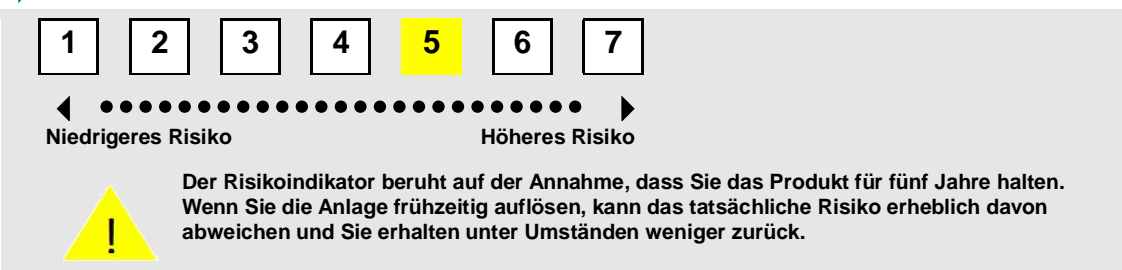 1 2 3 4 5 6 7
Niedrigeres Risiko Höheres Risiko
Der Risikoindikator beruht auf der Annahme, dass Sie das Produkt für fünf Jahre halten.
Wenn Sie die Anlage frühzeitig auflösen, kann das tatsächliche Risiko erheblich davon
abweichen und Sie erhalten unter Umständen weniger zurück.
!